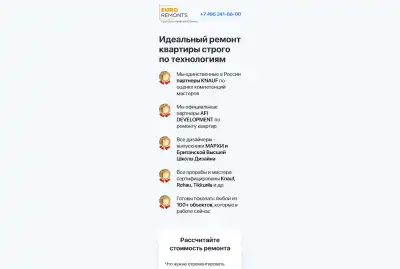 EURO
REMONTS
+7 495 241-66-00
Идеальный ремонт
квартиры строго
по технологиям
Мы единственные в России
партнеры KNAUF по
оценке компетенций
мастеров
Мы официальные
партнеры AFI
DEVELOPMENT по
ремонту квартир
Все дизайнеры –
выпускники МАРХИ и
Британской Высшей
Школы Дизайна
Все прорабы и мастера
сертифицированы Knauf,
Rehau, Tikkurila и др.
Готовы показать любой из
100+ объектов, которые в
работе сейчас
Рассчитайте
стоимость ремонта
Что нужно отремонтировать